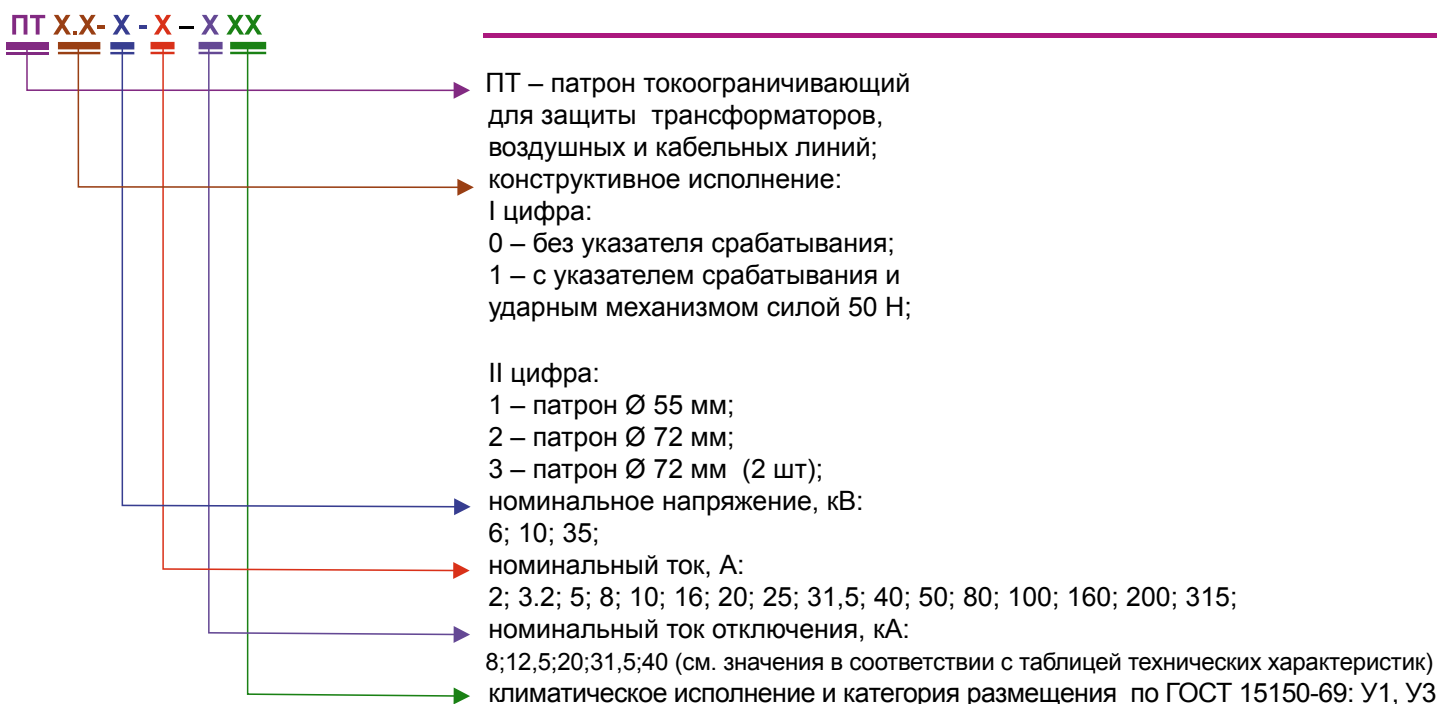 ПТ Х.Х- Х - Х – Х ХХ
ПТ – патрон токоограничивающий
для защиты трансформаторов,
воздушных и кабельных линий;
конструктивное исполнение:
I цифра:
0 – без указателя срабатывания;
1 – с указателем срабатывания и
ударным механизмом силой 50 Н;
II цифра:
1 – патрон Ø 55 мм;
2 – патрон Ø 72 мм;
3 – патрон Ø 72 мм (2 шт);
номинальное напряжение, кВ:
6; 10; 35;
номинальный ток, А:
2; 3.2; 5; 8; 10; 16; 20; 25; 31,5; 40; 50; 80; 100; 160; 200; 315;
номинальный ток отключения, кА:
8;12,5;20;31,5;40 (см. значения в соответствии с таблицей технических характеристик)
климатическое исполнение и категория размещения по ГОСТ 15150-69: У1, У3